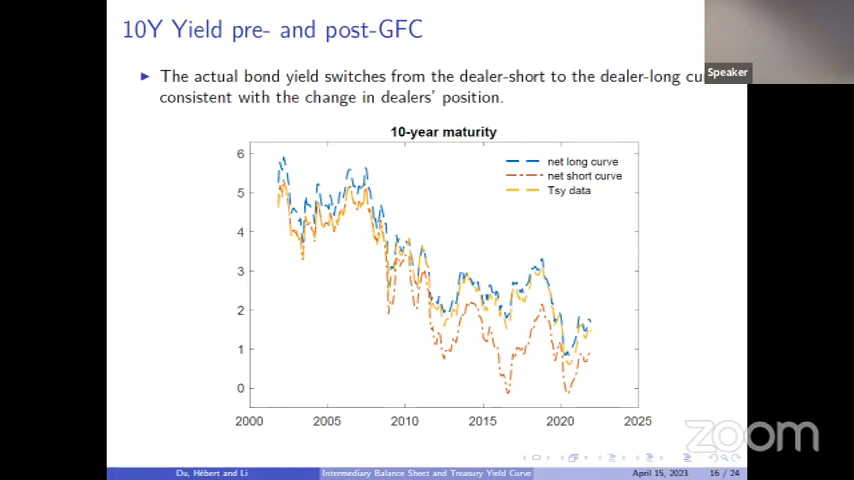 10Y Yield pre- and post-GFC
Speaker
The actual bond yield switches from the dealer-short to the dealer-long
consistent with the change in dealers' position.
10-year maturity
net long curve
net short curve
Tsy data
6
5
4
3
2
1
0
2000 2005 2010 2015 2020 2025
zoom
Du, Hébert and Li Intermediary Balance Sheet and Treasury Yield Curve April 15, 2023 16 / 24